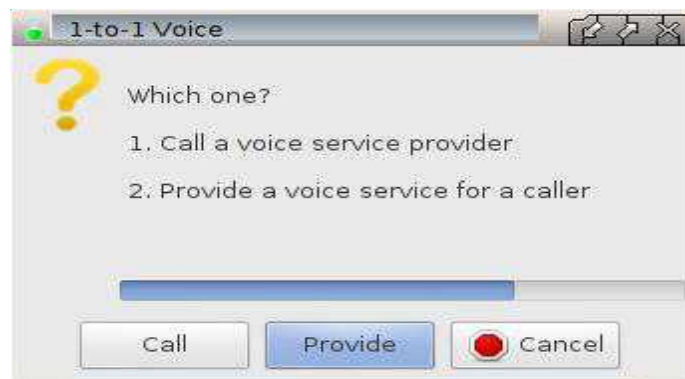 1-to-1 Voice
Which one?
1. Call a voice service provider
2. Provide a voice service for a caller
Call Provide Cancel